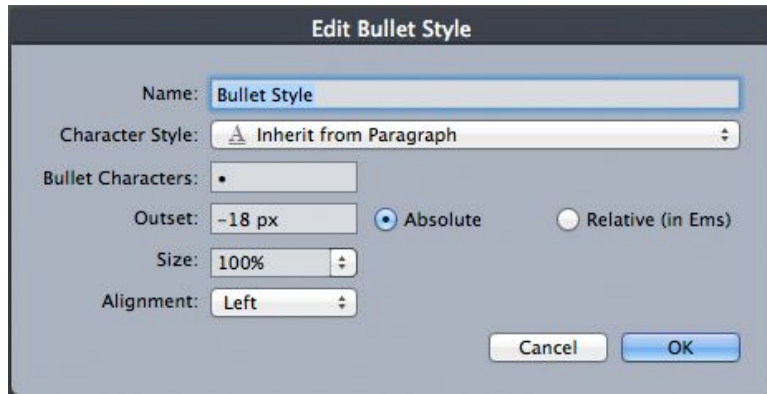 Edit Bullet Style
Name: Bullet Style
Character Style: A Inherit from Paragraph
Bullet Characters: •
Outset: -18 px Absolute Relative (in Ems)
Size: 100%
Alignment: Left
Cancel OK